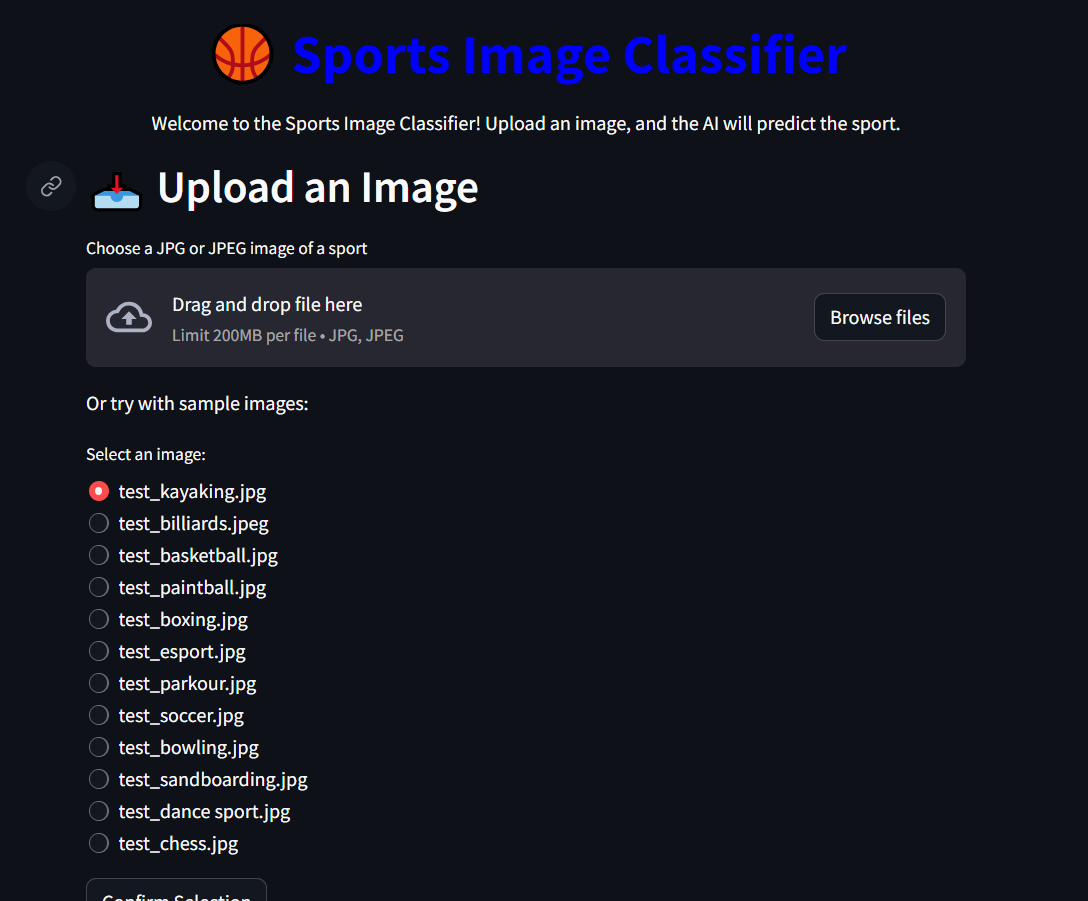 Sports Image Classifier
Welcome to the Sports Image Classifier! Upload an image, and the AI will predict the sport.
Upload an Image
Choose a JPG or JPEG image of a sport
Drag and drop file here
Limit 200MB per file • JPG, JPEG
Browse files
Or try with sample images:
Select an image:
test_kayaking.jpg
test_billiards.jpeg
test_basketball.jpg
test_paintball.jpg
test_boxing.jpg
test_esport.jpg
test_parkour.jpg
test_soccer.jpg
test_bowling.jpg
test_sandboarding.jpg
test_dance sport.jpg
test_chess.jpg
Confirm Selection